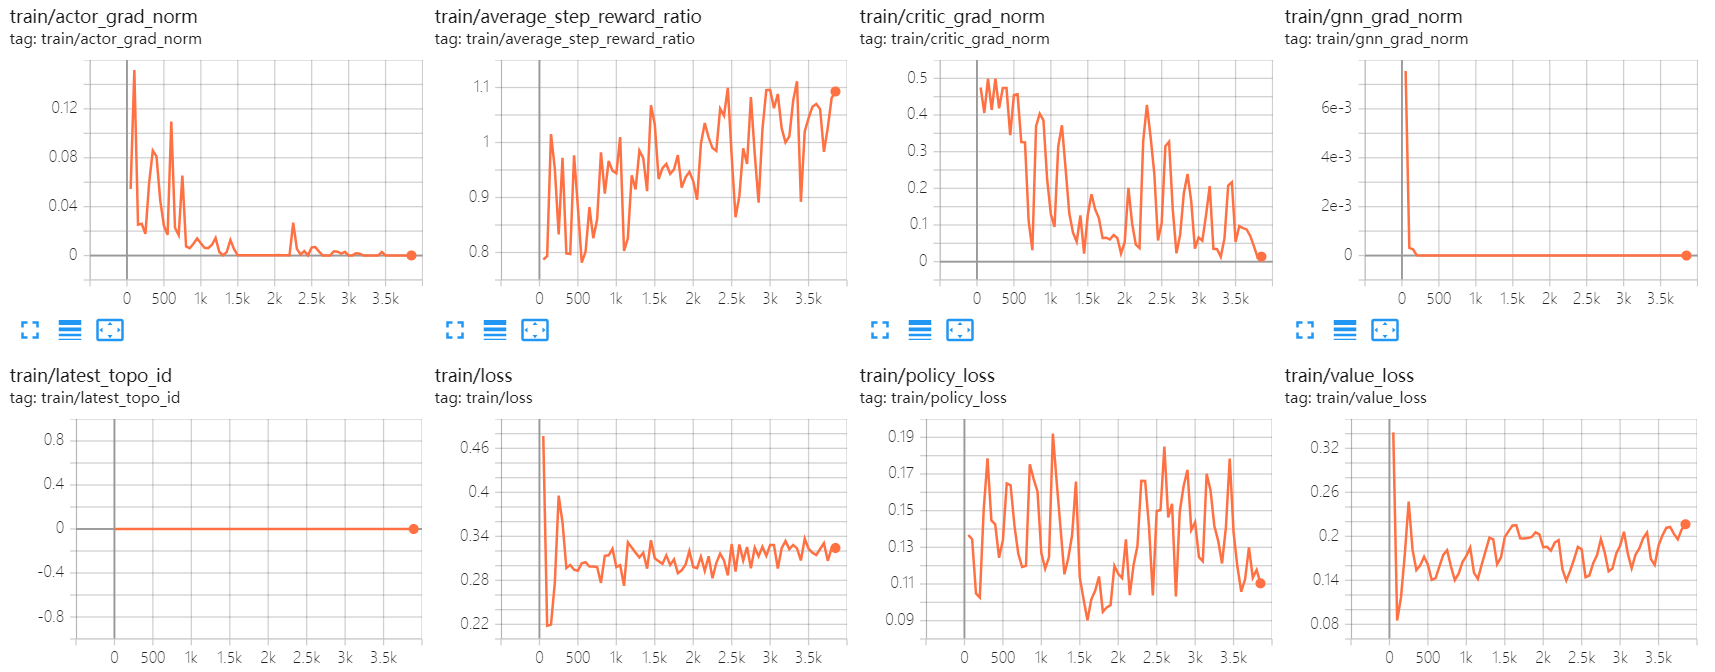 train/actor_grad_norm
tag: train/actor_grad_norm
0.12
0.08
0.04
0
0 500 1k 1.5k 2k 2.5k 3k 3.5k
train/average_step_reward_ratio
tag: train/average_step_reward_ratio
1.1
1
0.9
0.8
0 500 1k 1.5k 2k 2.5k 3k 3.5k
train/critic_grad_norm
tag: train/critic_grad_norm
0.5
0.4
0.3
0.2
0.1
0
0 500 1k 1.5k 2k 2.5k 3k 3.5k
train/gnn_grad_norm
tag: train/gnn_grad_norm
6e-3
4e-3
2e-3
0
0 500 1k 1.5k 2k 2.5k 3k 3.5k
train/latest_topo_id
tag: train/latest_topo_id
0.8
0.4
0
-0.4
-0.8
0 500 1k 1.5k 2k 2.5k 3k 3.5k
train/loss
tag: train/loss
0.46
0.4
0.34
0.28
0.22
0 500 1k 1.5k 2k 2.5k 3k 3.5k
train/policy_loss
tag: train/policy_loss
0.19
0.17
0.15
0.13
0.11
0.09
0 500 1k 1.5k 2k 2.5k 3k 3.5k
train/value_loss
tag: train/value_loss
0.32
0.26
0.2
0.14
0.08
0 500 1k 1.5k 2k 2.5k 3k 3.5k